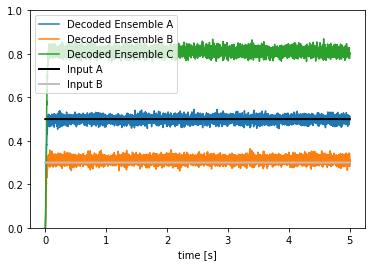 1.0
0.8
0.6
0.4
0.2
0.0
Decoded Ensemble A
Decoded Ensemble B
Decoded Ensemble C
Input A
Input B
0 1 2 3 4 5
time [s]